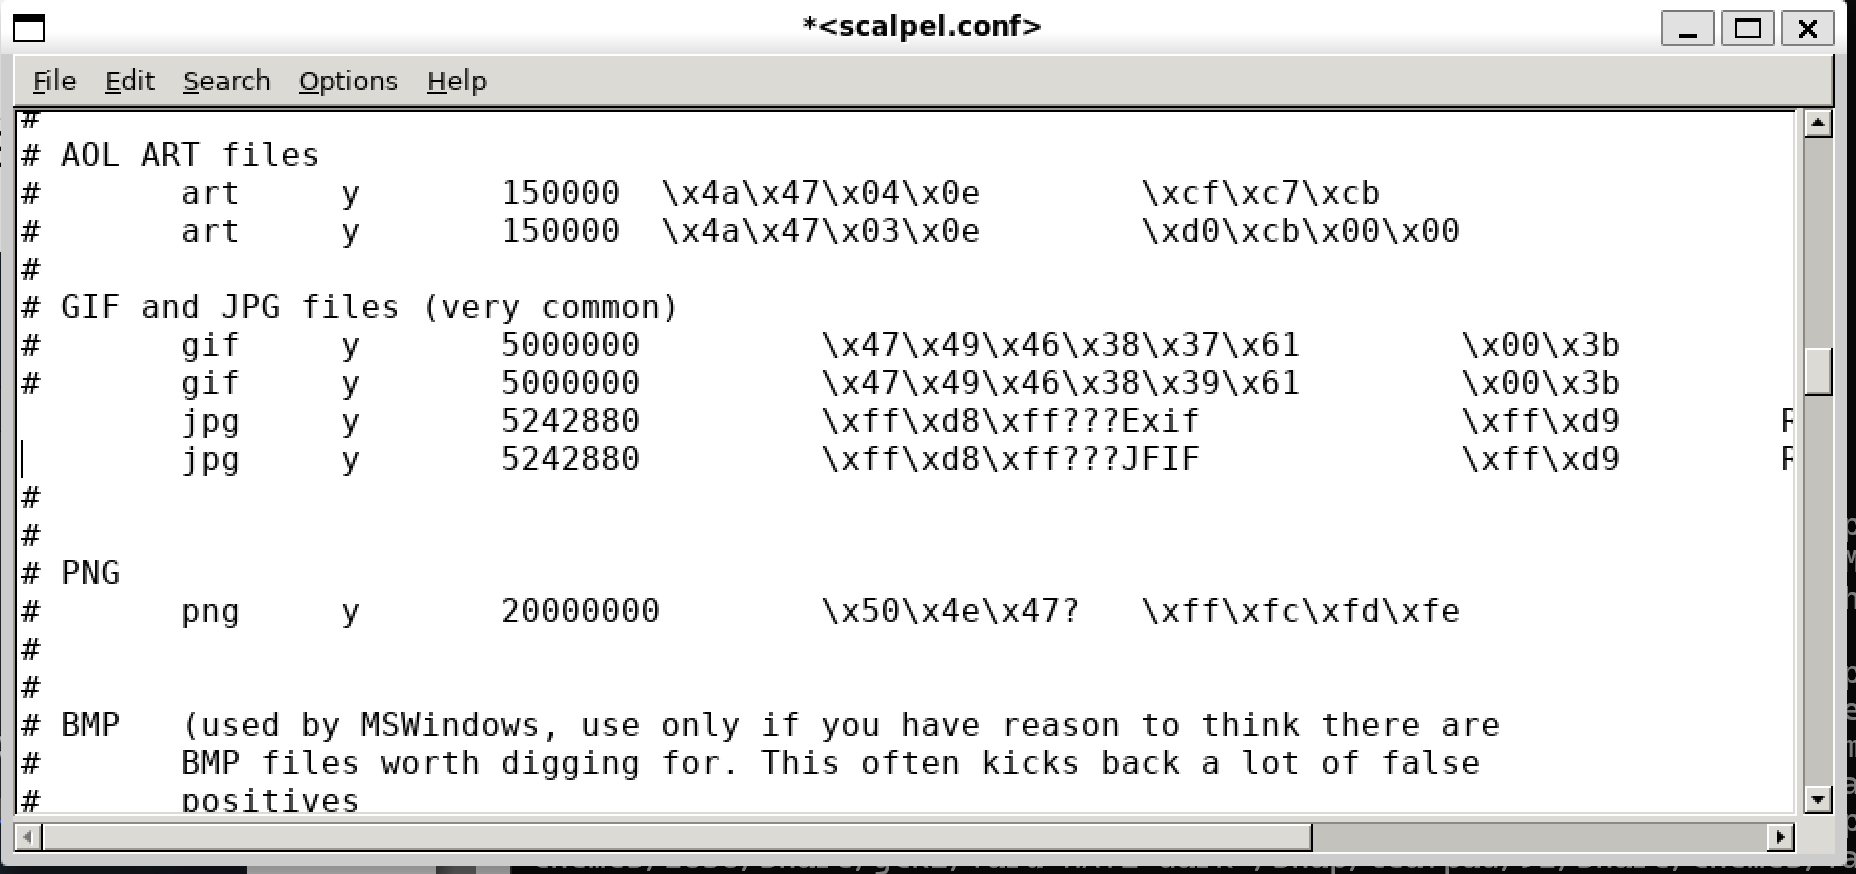 *<scalpel.conf>
File Edit Search Options Help
#
# AOL ART files
#       art     y       150000  \x4a\x47\x04\x0e        \xcf\xc7\xcb
#       art     y       150000  \x4a\x47\x03\x0e        \xd0\xcb\x00\x00
#
# GIF and JPG files (very common)
#       gif     y       5000000         \x47\x49\x46\x38\x37\x61        \x00\x3b
#       gif     y       5000000         \x47\x49\x46\x38\x39\x61        \x00\x3b
        jpg     y       5242880         \xff\xd8\xff???Exif             \xff\xd9        R
        jpg     y       5242880         \xff\xd8\xff???JFIF             \xff\xd9        R
#
#
# PNG
#       png     y       20000000        \x50\x4e\x47?   \xff\xfc\xfd\xfe
#
#
# BMP   (used by MSWindows, use only if you have reason to think there are
#       BMP files worth digging for. This often kicks back a lot of false
#       positives